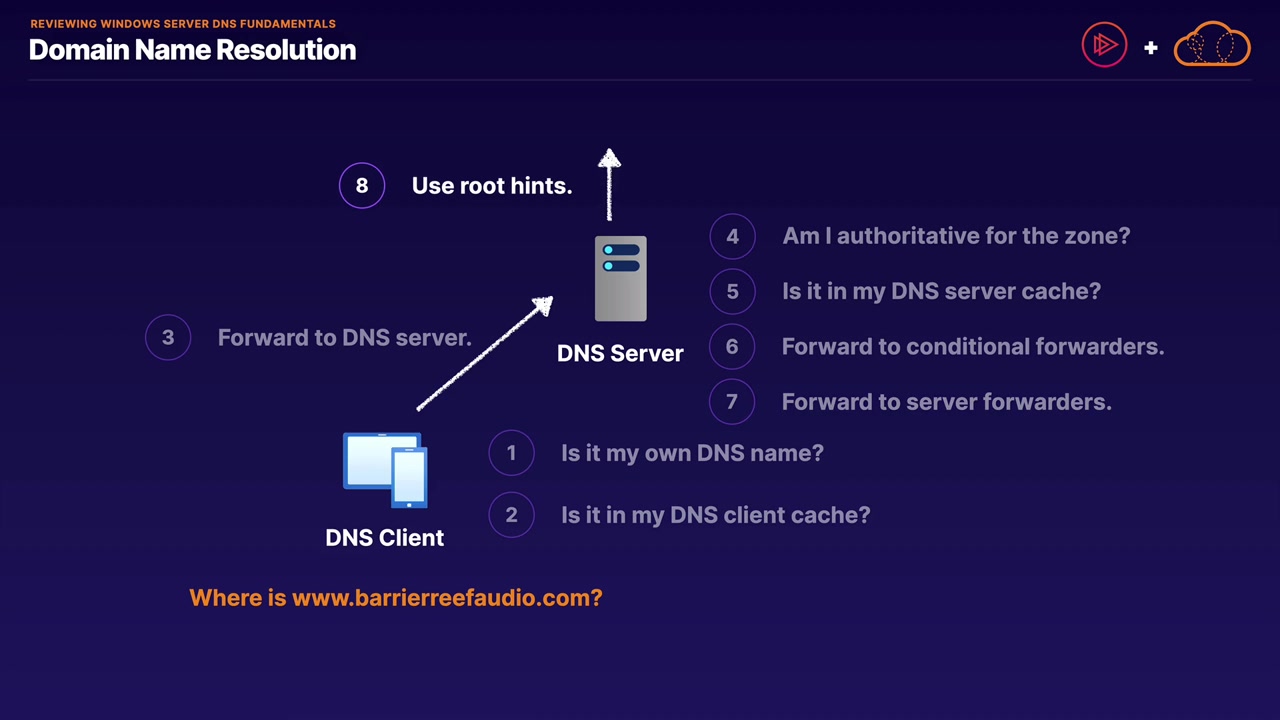 REVIEWING WINDOWS SERVER DNS FUNDAMENTALS
Domain Name Resolution
+
8 Use root hints.
4 Am I authoritative for the zone?
5 Is it in my DNS server cache?
3 Forward to DNS server.
DNS Server
6 Forward to conditional forwarders.
7 Forward to server forwarders.
1 Is it my own DNS name?
2 Is it in my DNS client cache?
DNS Client
Where is www.barrierreefaudio.com?